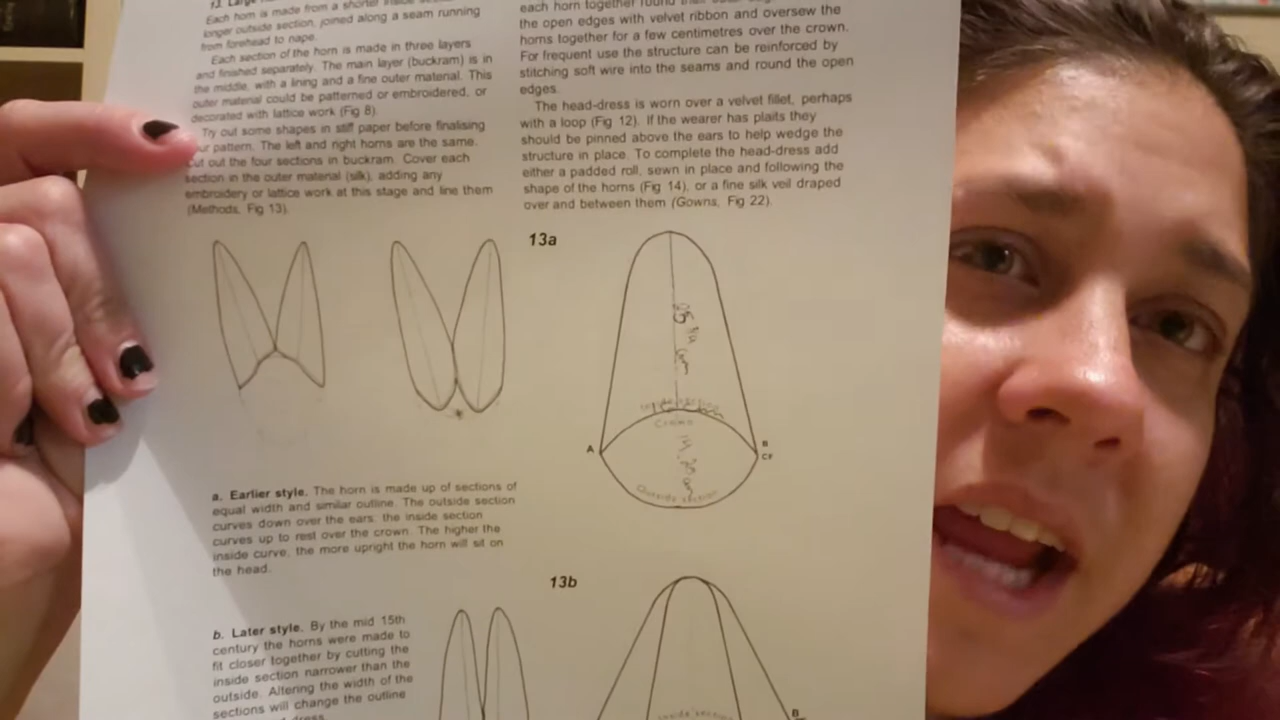 13. Large
Each horn is made from a shorter inside section
longer outside section, joined along a seam running
from forehead to nape.
Each section of the horn is made in three layers
and finished separately. The main layer (buckram) is in
the middle, with a lining and a fine outer material. This
outer material could be patterned or embroidered, or
decorated with lattice work (Fig 8).
Try out some shapes in stiff paper before finalising
ur pattern. The left and right horns are the same.
ut out the four sections in buckram. Cover each
section in the outer material (silk), adding any
embroidery or lattice work at this stage and line them
(Methods, Fig 13).
each horn together round their
the open edges with velvet ribbon and oversew the
horns together for a few centimetres over the crown.
For frequent use the structure can be reinforced by
stitching soft wire into the seams and round the open
edges.
The head-dress is worn over a velvet fillet, perhaps
with a loop (Fig 12). If the wearer has plaits they
should be pinned above the ears to help wedge the
structure in place. To complete the head-dress add
either a padded roll, sewn in place and following the
shape of the horns (Fig 14), or a fine silk veil draped
over and between them (Gowns, Fig 22).
13a
Inside section
Crown
A
B
CF
Outside section
a. Earlier style. The horn is made up of sections of
equal width and similar outline. The outside section
curves down over the ears; the inside section
curves up to rest over the crown. The higher the
inside curve, the more upright the horn will sit on
the head.
13b
b. Later style. By the mid 15th
century the horns were made to
fit closer together by cutting the
inside section narrower than the
outside. Altering the width of the
sections will change the outline
dress.
Inside section
B